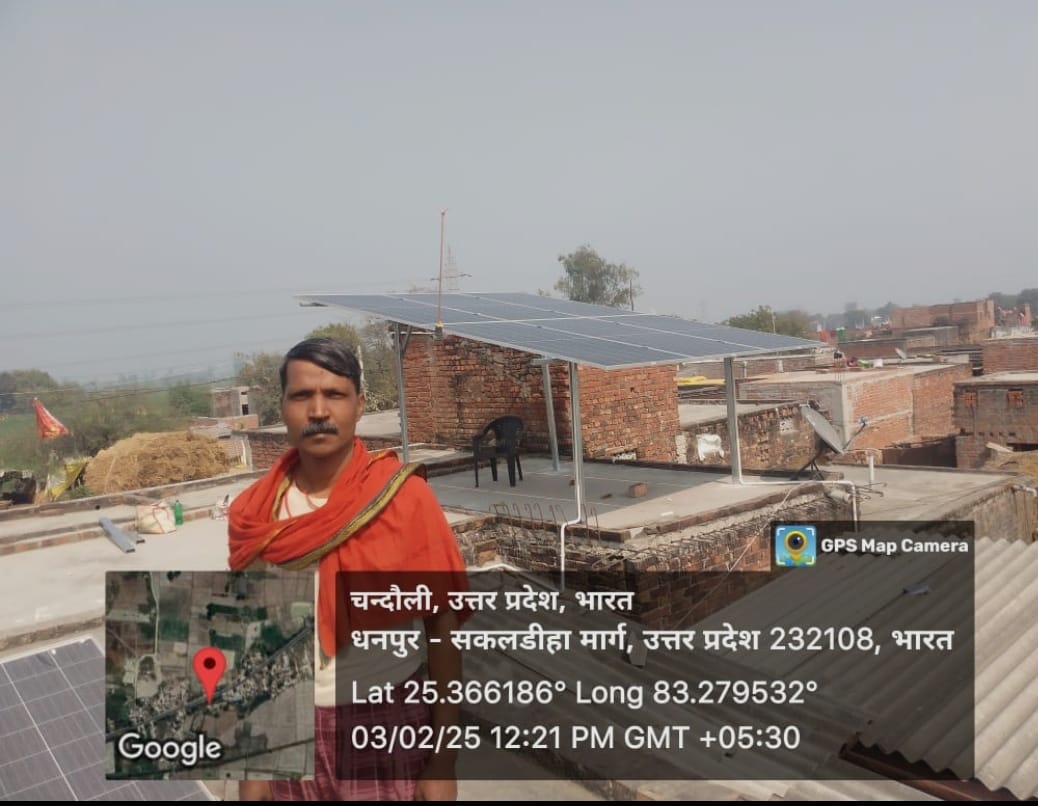 GPS Map Camera
चन्दौली, उत्तर प्रदेश, भारत
धनपुर - सकलडीहा मार्ग, उत्तर प्रदेश 232108, भारत
Lat 25.366186° Long 83.279532°
03/02/25 12:21 PM GMT +05:30
Google